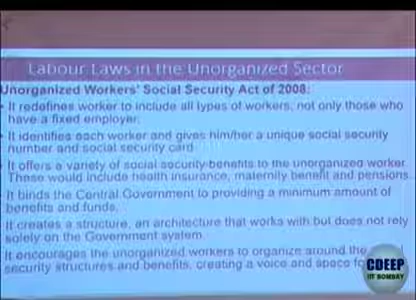 Labour Laws in the Unorganized Sector
Unorganized Workers' Social Security Act of 2008:
• It redefines worker to include all types of workers, not only those who
have a fixed employer.
• It identifies each worker and gives him/her a unique social security
number and social security card.
• It offers a variety of social security benefits to the unorganized worker.
These would include health insurance, maternity benefit and pensions.
• It binds the Central Government to providing a minimum amount of
benefits and funds.
• It creates a structure, an architecture that works with but does not rely
solely on the Government system.
• It encourages the unorganized workers to organize around the
security structures and benefits, creating a voice and space
CDEEP
IIT BOMBAY